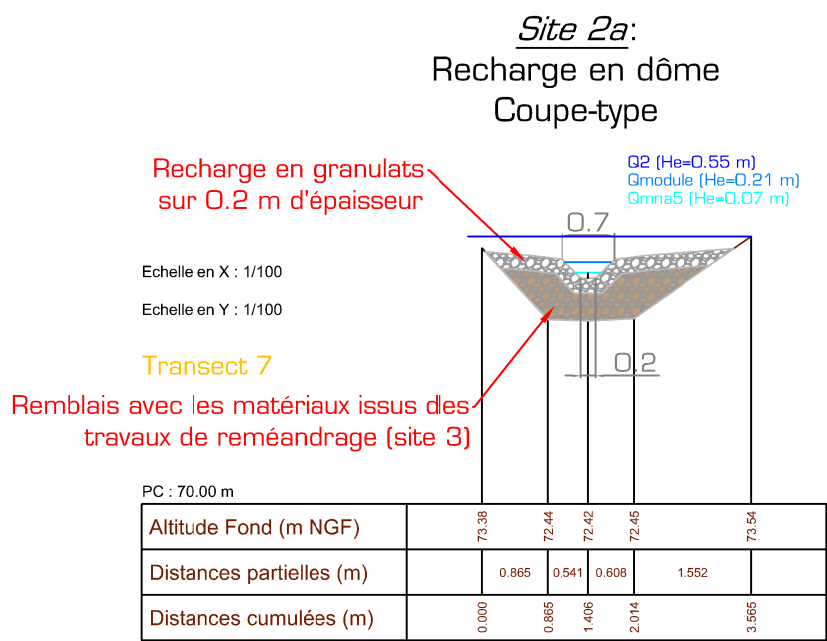 Site 2a:
Recharge en dôme
Coupe-type
Q2 (He=0.55 m)
Qmodule (He=0.21 m)
Qmna5 (He=0.07 m)
Recharge en granulats
sur 0.2 m d'épaisseur
0.7
Echelle en X : 1/100
Echelle en Y : 1/100
Transect 7
0.2
Remblais avec les matériaux issus des
travaux de reméandrage (site 3)
PC : 70.00 m
Altitude Fond (m NGF) 73.38 72.44 72.42 72.45 73.54
Distances partielles (m) 0.865 0.541 0.608 1.552
Distances cumulées (m) 0.000 0.865 1.406 2.014 3.565